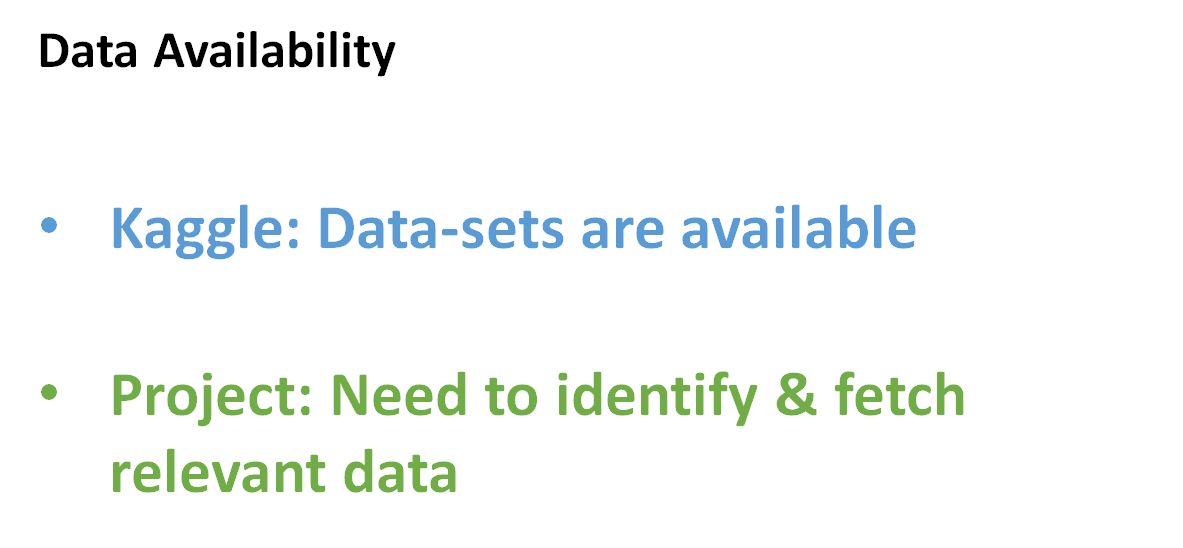 Data Availability
• Kaggle: Data-sets are available
• Project: Need to identify & fetch
relevant data